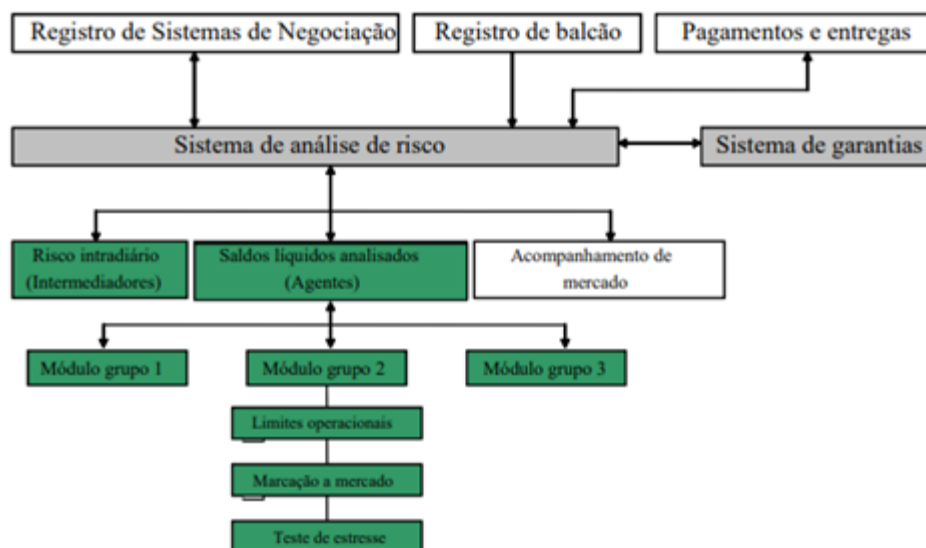 Registro de Sistemas de Negociação
Registro de balcão
Pagamentos e entregas
Sistema de análise de risco
Sistema de garantias
Risco intradiário
(Intermediadores)
Saldos líquidos analisados
(Agentes)
Acompanhamento de
mercado
Módulo grupo 1
Módulo grupo 2
Módulo grupo 3
Limites operacionais
Marcação a mercado
Teste de estresse